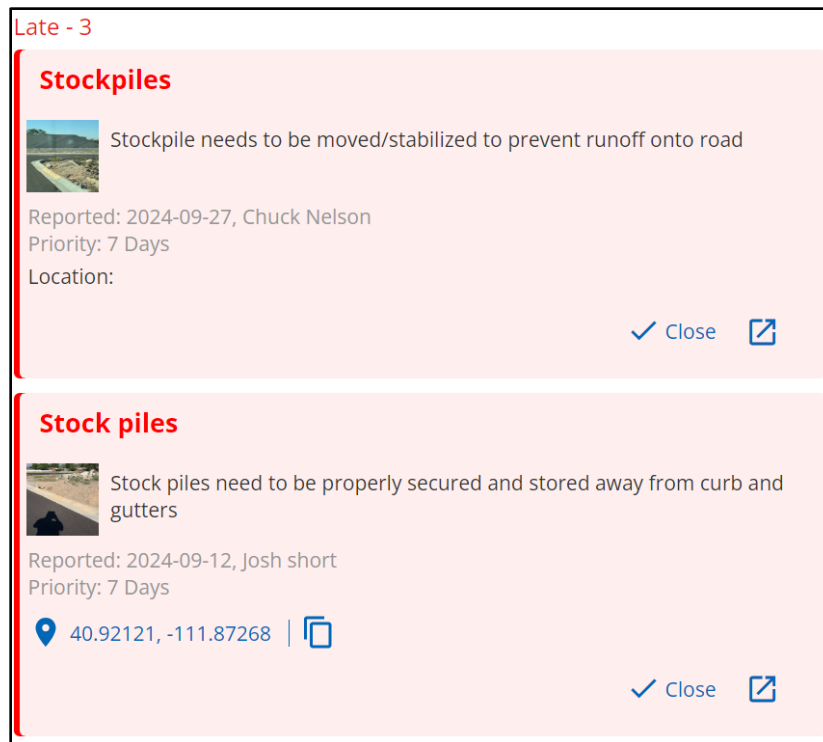 Late - 3
Stockpiles
Stockpile needs to be moved/stabilized to prevent runoff onto road
Reported: 2024-09-27, Chuck Nelson
Priority: 7 Days
Location:
Close
Stock piles
Stock piles need to be properly secured and stored away from curb and
gutters
Reported: 2024-09-12, Josh short
Priority: 7 Days
40.92121, -111.87268
Close